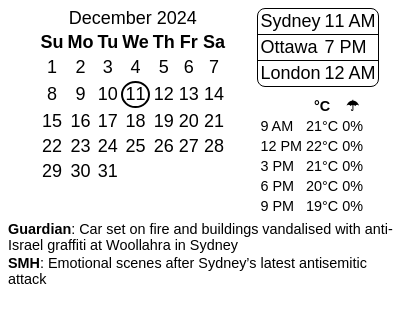 December 2024
Su Mo Tu We Th Fr Sa
1 2 3 4 5 6 7
8 9 10 11 12 13 14
15 16 17 18 19 20 21
22 23 24 25 26 27 28
29 30 31
Sydney 11 AM
Ottawa 7 PM
London 12 AM
°C ☂
9 AM 21°C 0%
12 PM 22°C 0%
3 PM 21°C 0%
6 PM 20°C 0%
9 PM 19°C 0%
Guardian: Car set on fire and buildings vandalised with anti-
Israel graffiti at Woollahra in Sydney
SMH: Emotional scenes after Sydney's latest antisemitic
attack